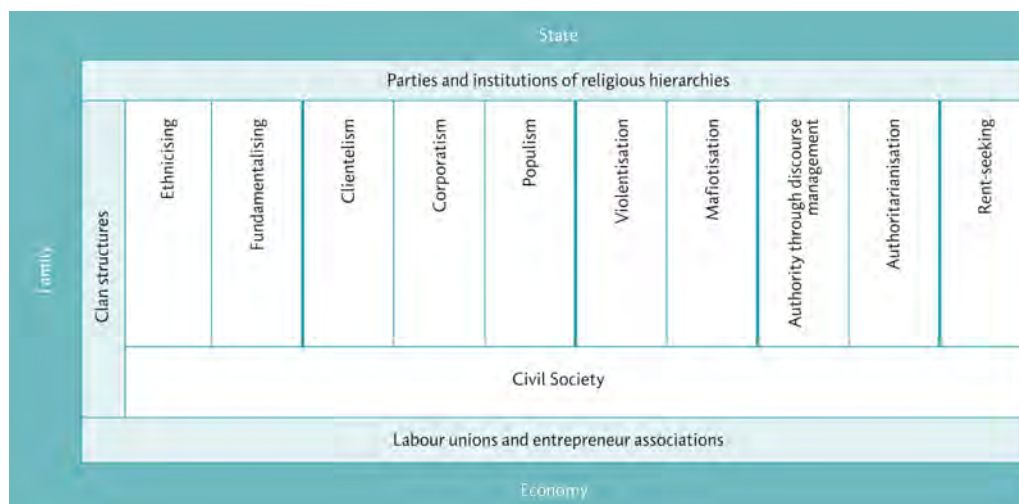 State
Parties and institutions of religious hierarchies
Family
Clan structures
Ethnicising
Fundamentalising
Clientelism
Corporatism
Populism
Violentisation
Mafiotisation
Authority through discourse
management
Authoritarianisation
Rent-seeking
Civil Society
Labour unions and entrepreneur associations
Economy